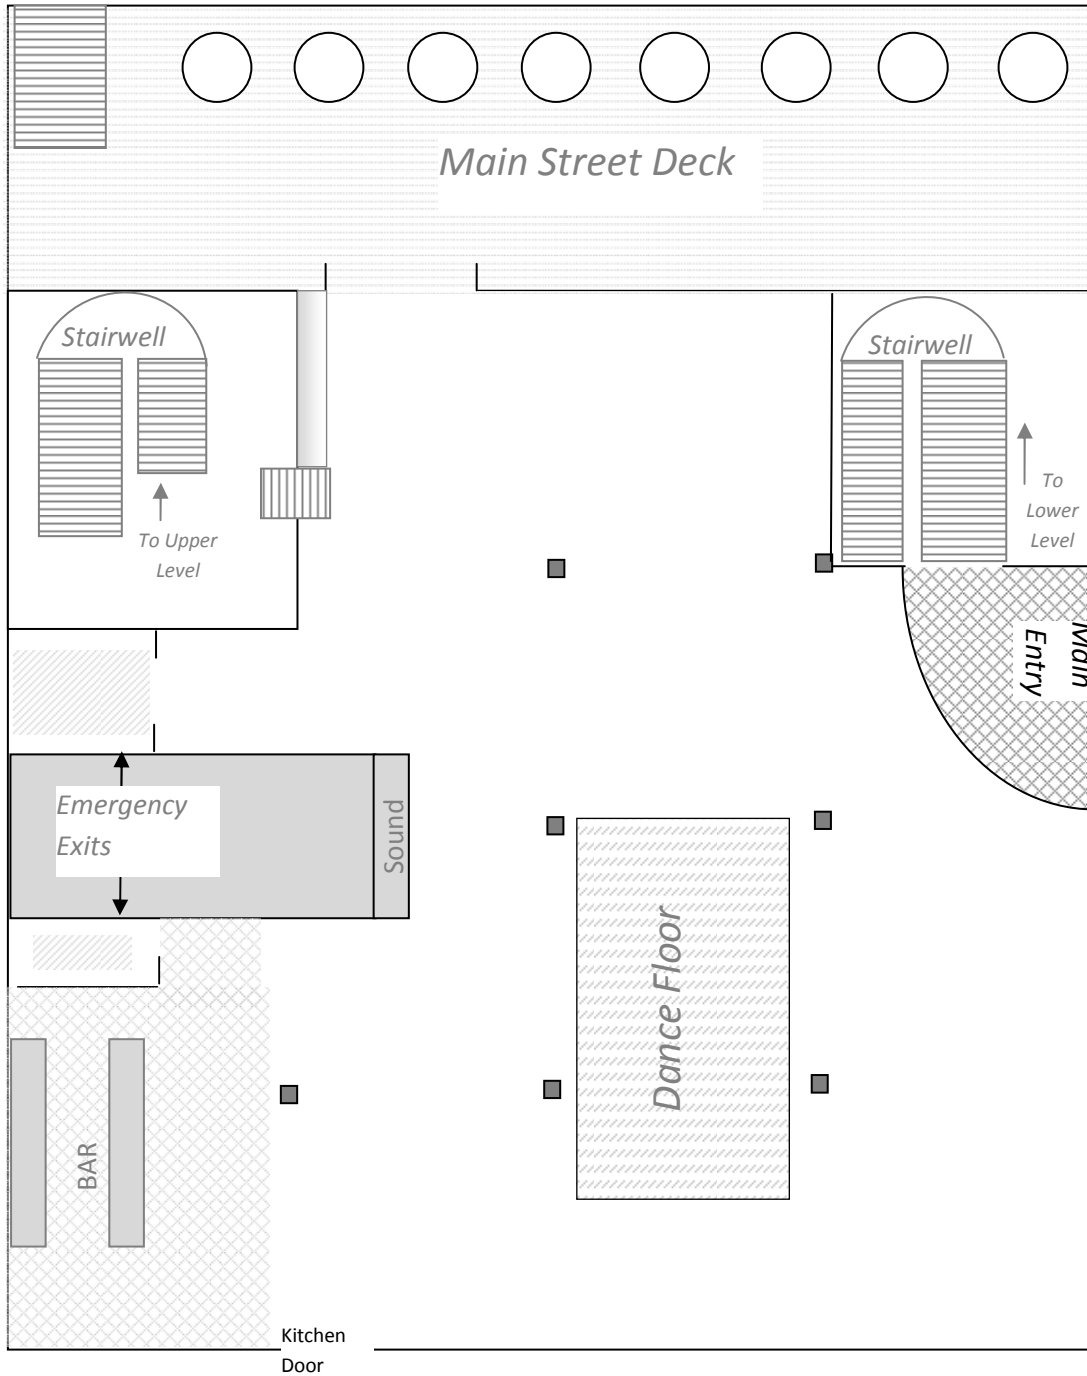 Main Street Deck
Stairwell
To Upper
Level
Stairwell
To
Lower
Level
Main
Entry
Emergency
Exits
Sound
Dance Floor
BAR
Kitchen
Door